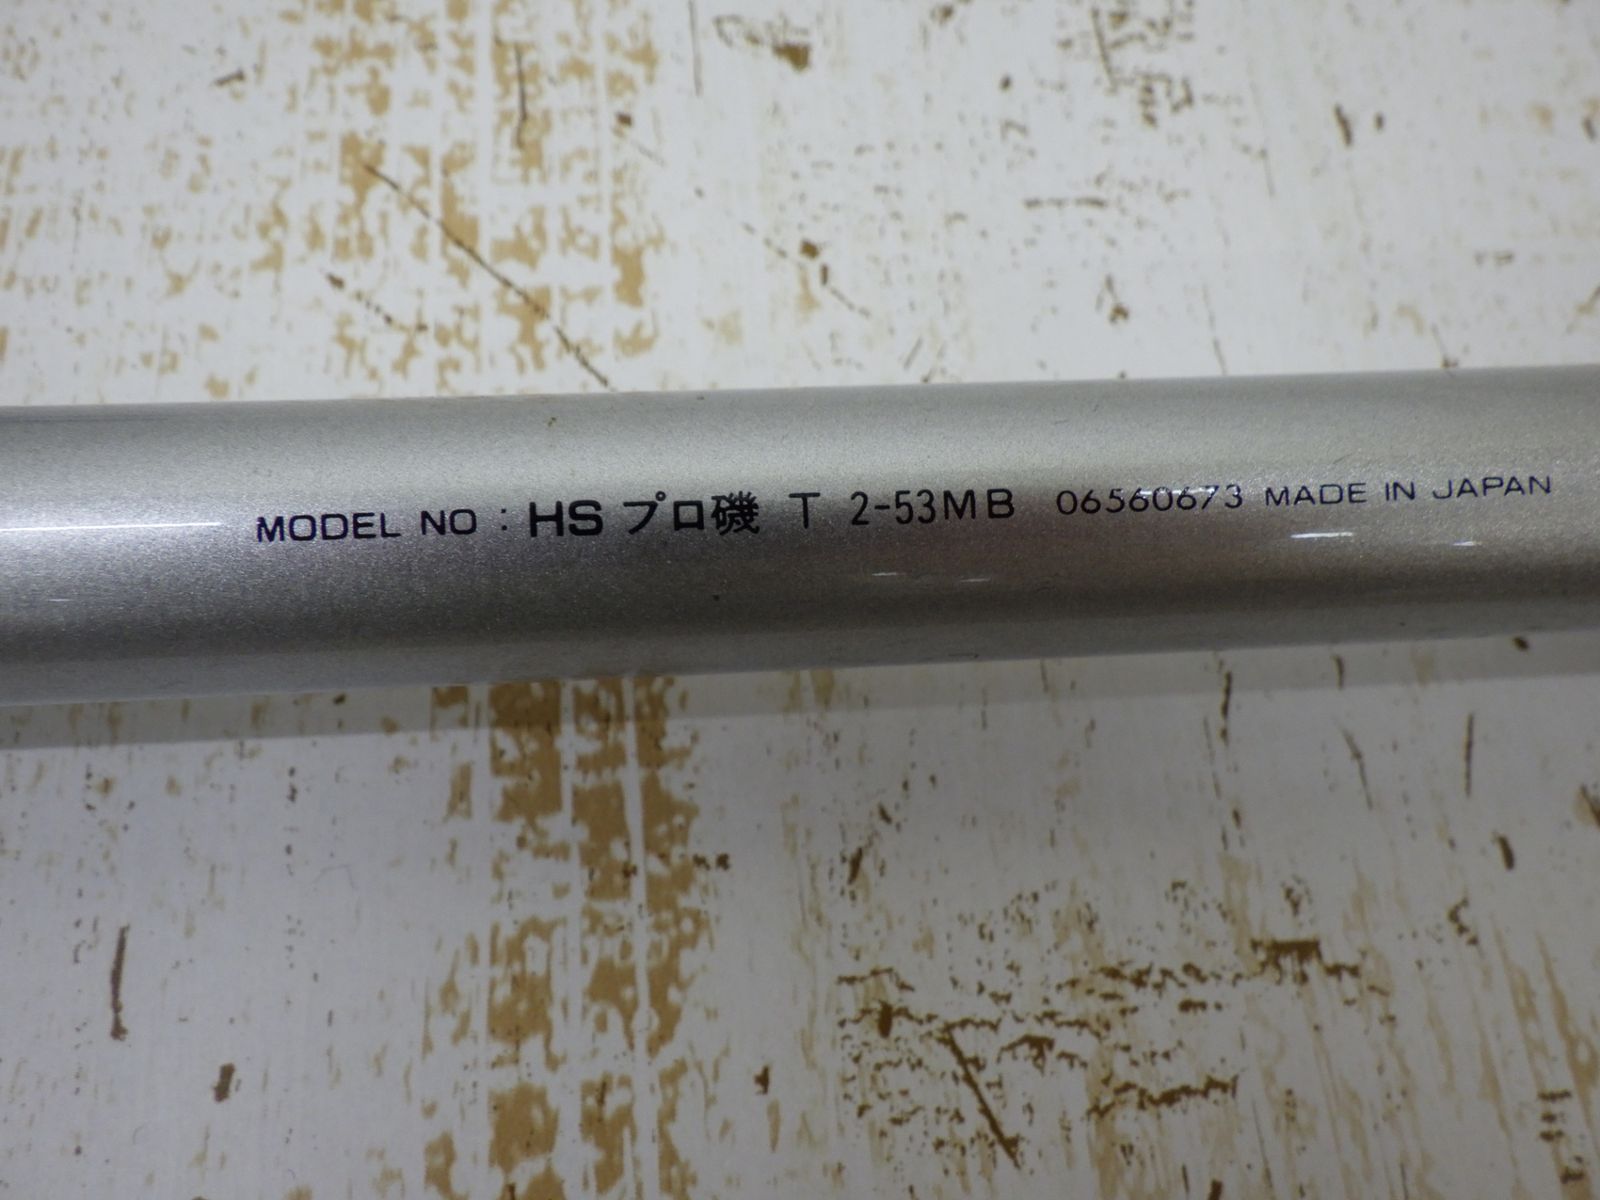 MODEL NO : HS プロ磯 T 2-53MB 06560673 MADE IN JAPAN